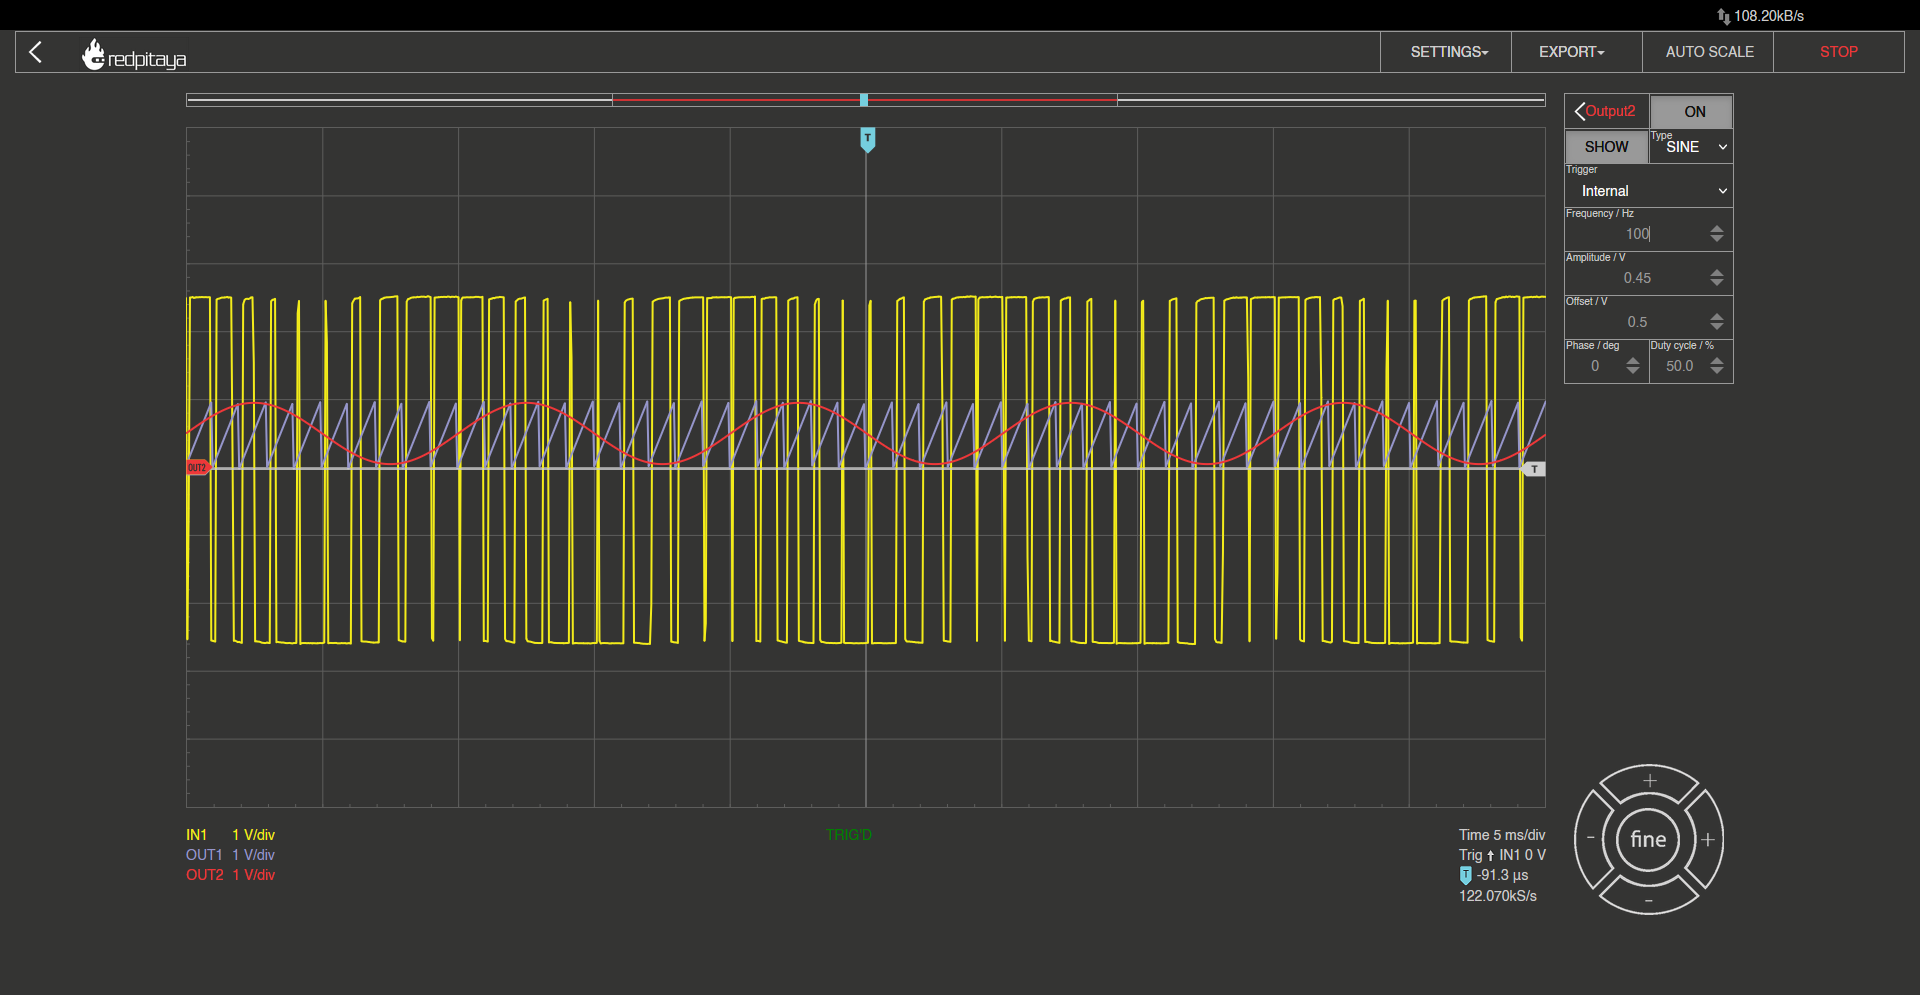 108.20kB/s
redpitaya
SETTINGS
EXPORT
AUTO SCALE
STOP
T
Output2
ON
SHOW
Type
SINE
Trigger
Internal
Frequency / Hz
100
Amplitude / V
0.45
Offset / V
0.5
Phase / deg
0
Duty cycle / %
50.0
OUT2
T
IN1 1 V/div
OUT1 1 V/div
OUT2 1 V/div
TRIG'D
Time 5 ms/div
Trig IN1 0 V
T -91.3 µs
122.070kS/s
+
-
fine
+
-